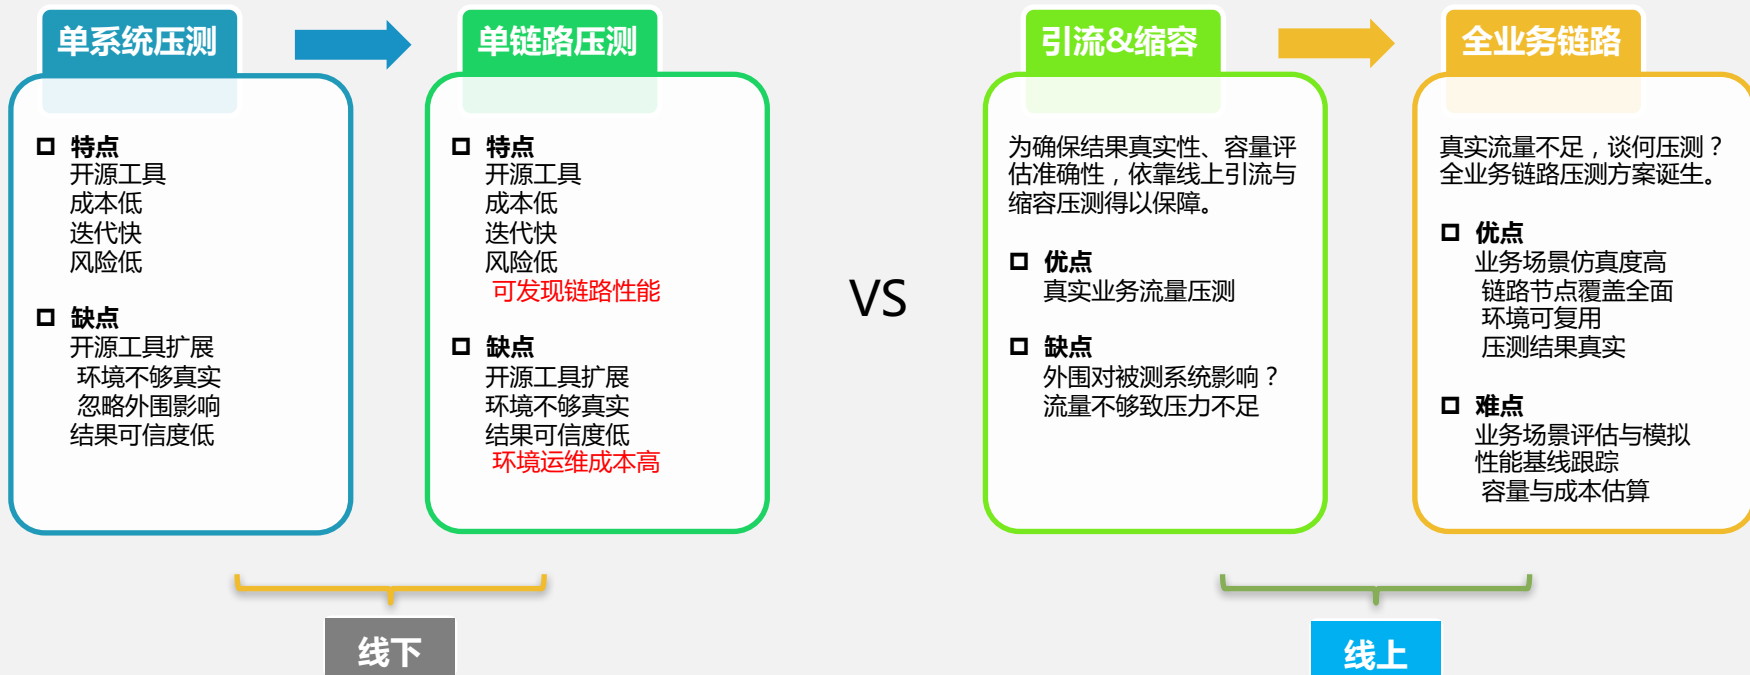 单系统压测
特点
开源工具
成本低
迭代快
风险低
缺点
开源工具扩展
环境不够真实
忽略外围影响
结果可信度低
单链路压测
特点
开源工具
成本低
迭代快
风险低
可发现链路性能
缺点
开源工具扩展
环境不够真实
结果可信度低
环境运维成本高
线下
VS
引流&缩容
为确保结果真实性、容量评
估准确性，依靠线上引流与
缩容压测得以保障。
优点
真实业务流量压测
缺点
外围对被测系统影响？
流量不够致压力不足
全业务链路
真实流量不足，谈何压测？
全业务链路压测方案诞生。
优点
业务场景仿真度高
链路节点覆盖全面
环境可复用
压测结果真实
难点
业务场景评估与模拟
性能基线跟踪
容量与成本估算
线上